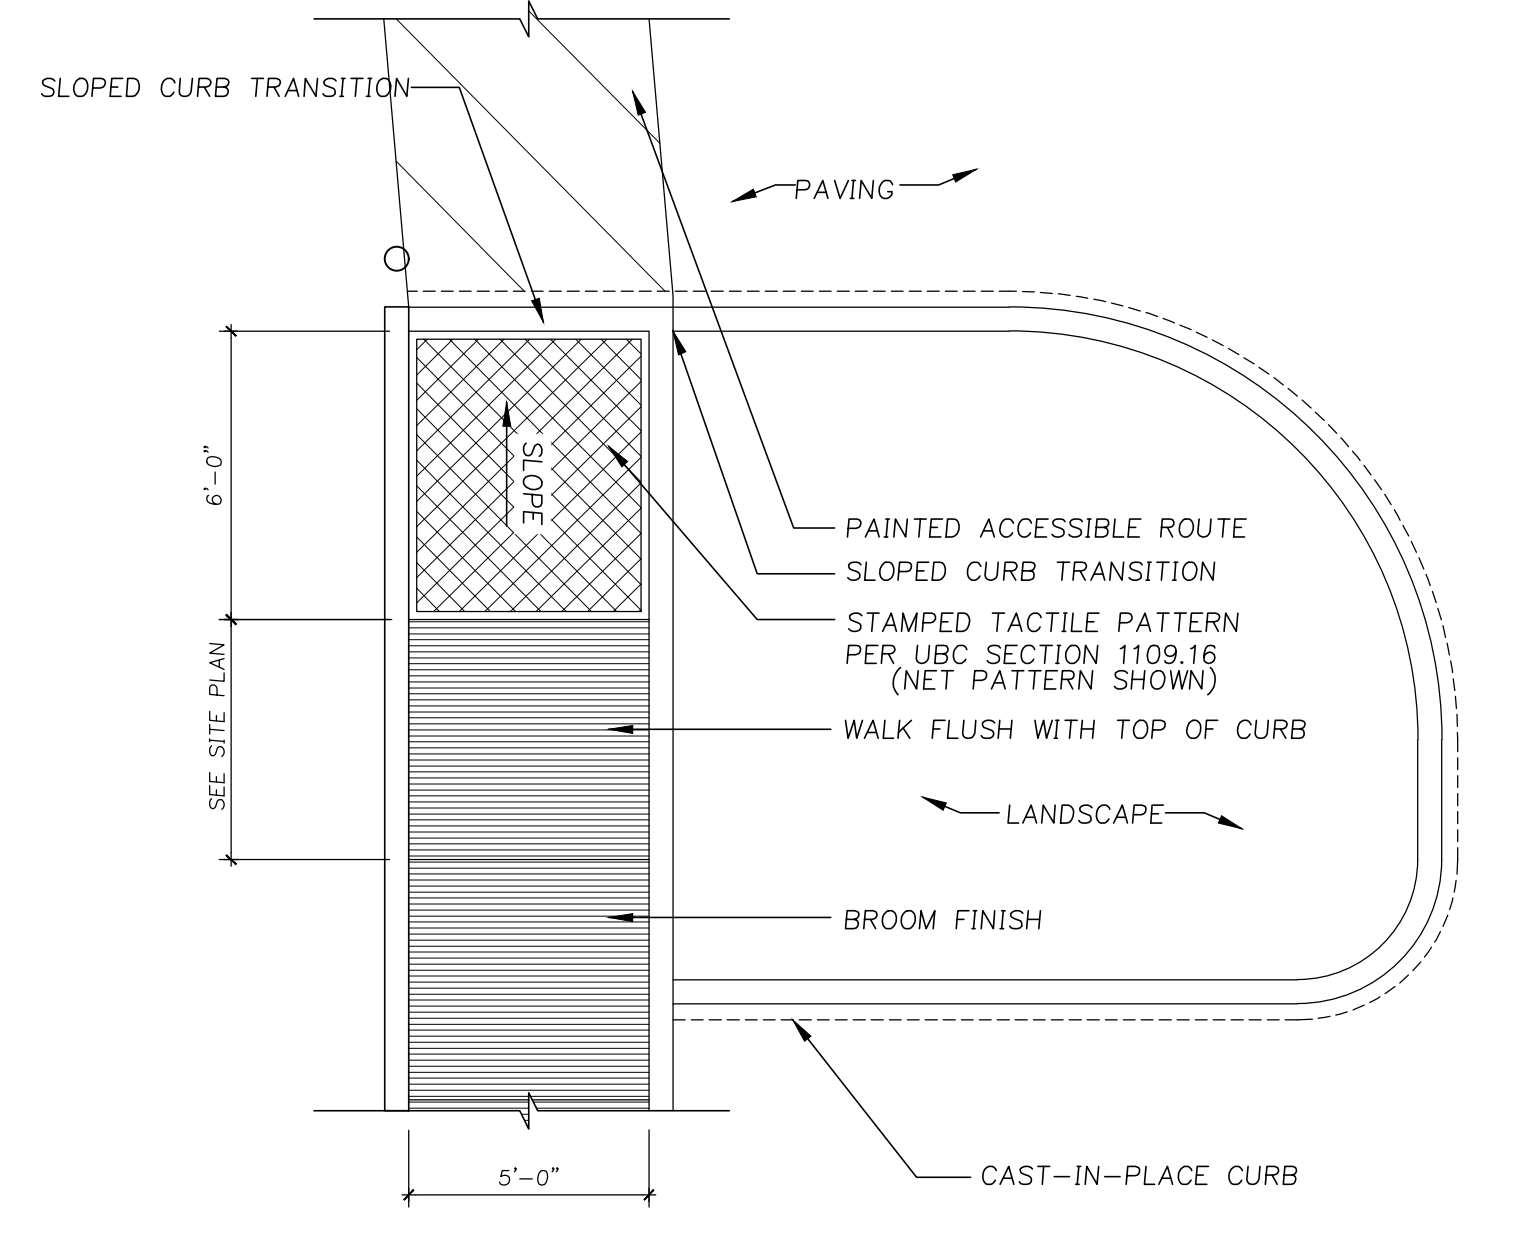 SLOPED CURB TRANSITION
PAVING
6'-0"
SLOPE
PAINTED ACCESSIBLE ROUTE
SLOPED CURB TRANSITION
STAMPED TACTILE PATTERN
PER UBC SECTION 1109.16
(NET PATTERN SHOWN)
SEE SITE PLAN
WALK FLUSH WITH TOP OF CURB
LANDSCAPE
BROOM FINISH
5'-0"
CAST-IN-PLACE CURB